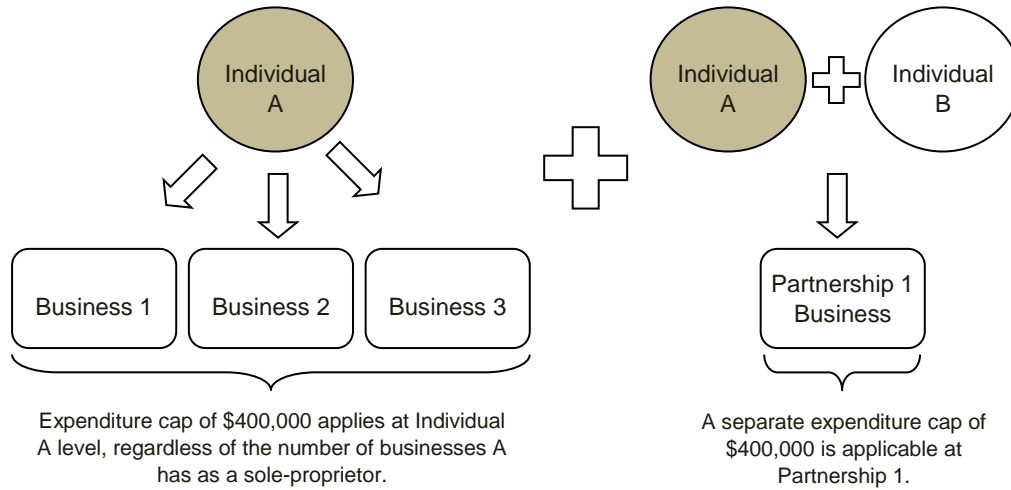 Individual
A
Individual
A
Individual
B
Business 1
Business 2
Business 3
Partnership 1
Business
Expenditure cap of $400,000 applies at Individual
A level, regardless of the number of businesses A
has as a sole-proprietor.
A separate expenditure cap of
$400,000 is applicable at
Partnership 1.